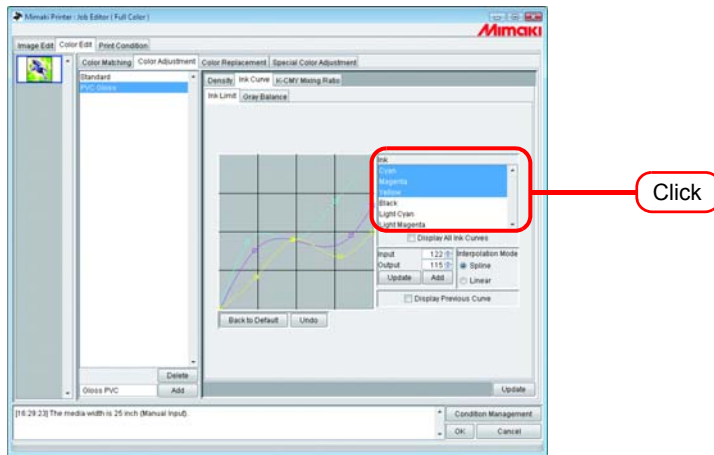 Mimaki Printer : Job Editor ( Full Color )
Mimaki
Image Edit Color Edit Print Condition
Color Matching Color Adjustment Color Replacement Special Color Adjustment
Standard
PVC Gloss
Density Ink Curve K-CMY Mixing Ratio
Ink Limit Gray Balance
Ink
Cyan
Magenta
Yellow
Black
Light Cyan
Light Magenta
Click
Display All Ink Curves
Input 122
Output 115
Interpolation Mode
Spline
Linear
Update Add
Display Previous Curve
Back to Default Undo
Delete
Gloss PVC Add
Update
[16:29:23] The media width is 25 inch (Manual Input).
Condition Management
OK Cancel